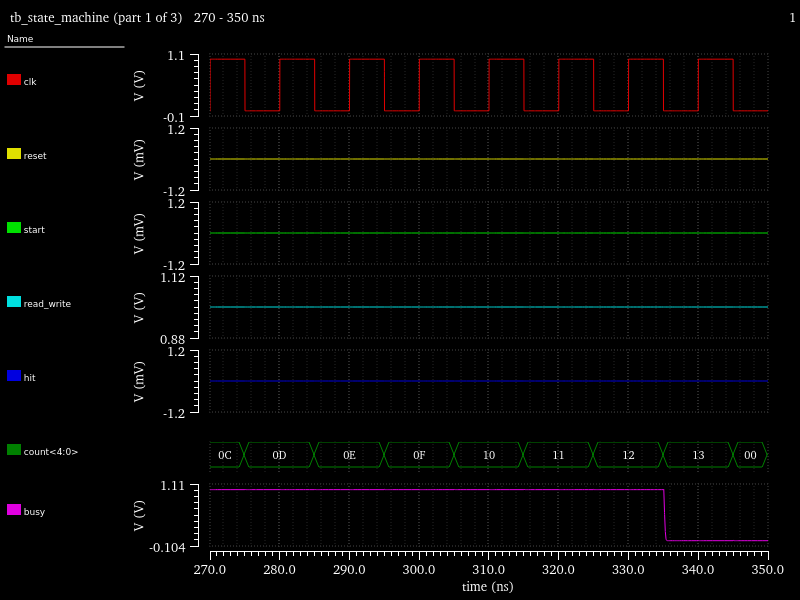 tb_state_machine (part 1 of 3) 270 - 350 ns 1
Name
clk V (V) 1.1 -0.1
reset V (mV) 1.2 -1.2
start V (mV) 1.2 -1.2
read_write V (V) 1.12 0.88
hit V (mV) 1.2 -1.2
count<4:0> 0C 0D 0E 0F 10 11 12 13 00
busy V (V) 1.11 -0.104
270.0 280.0 290.0 300.0 310.0 320.0 330.0 340.0 350.0
time (ns)